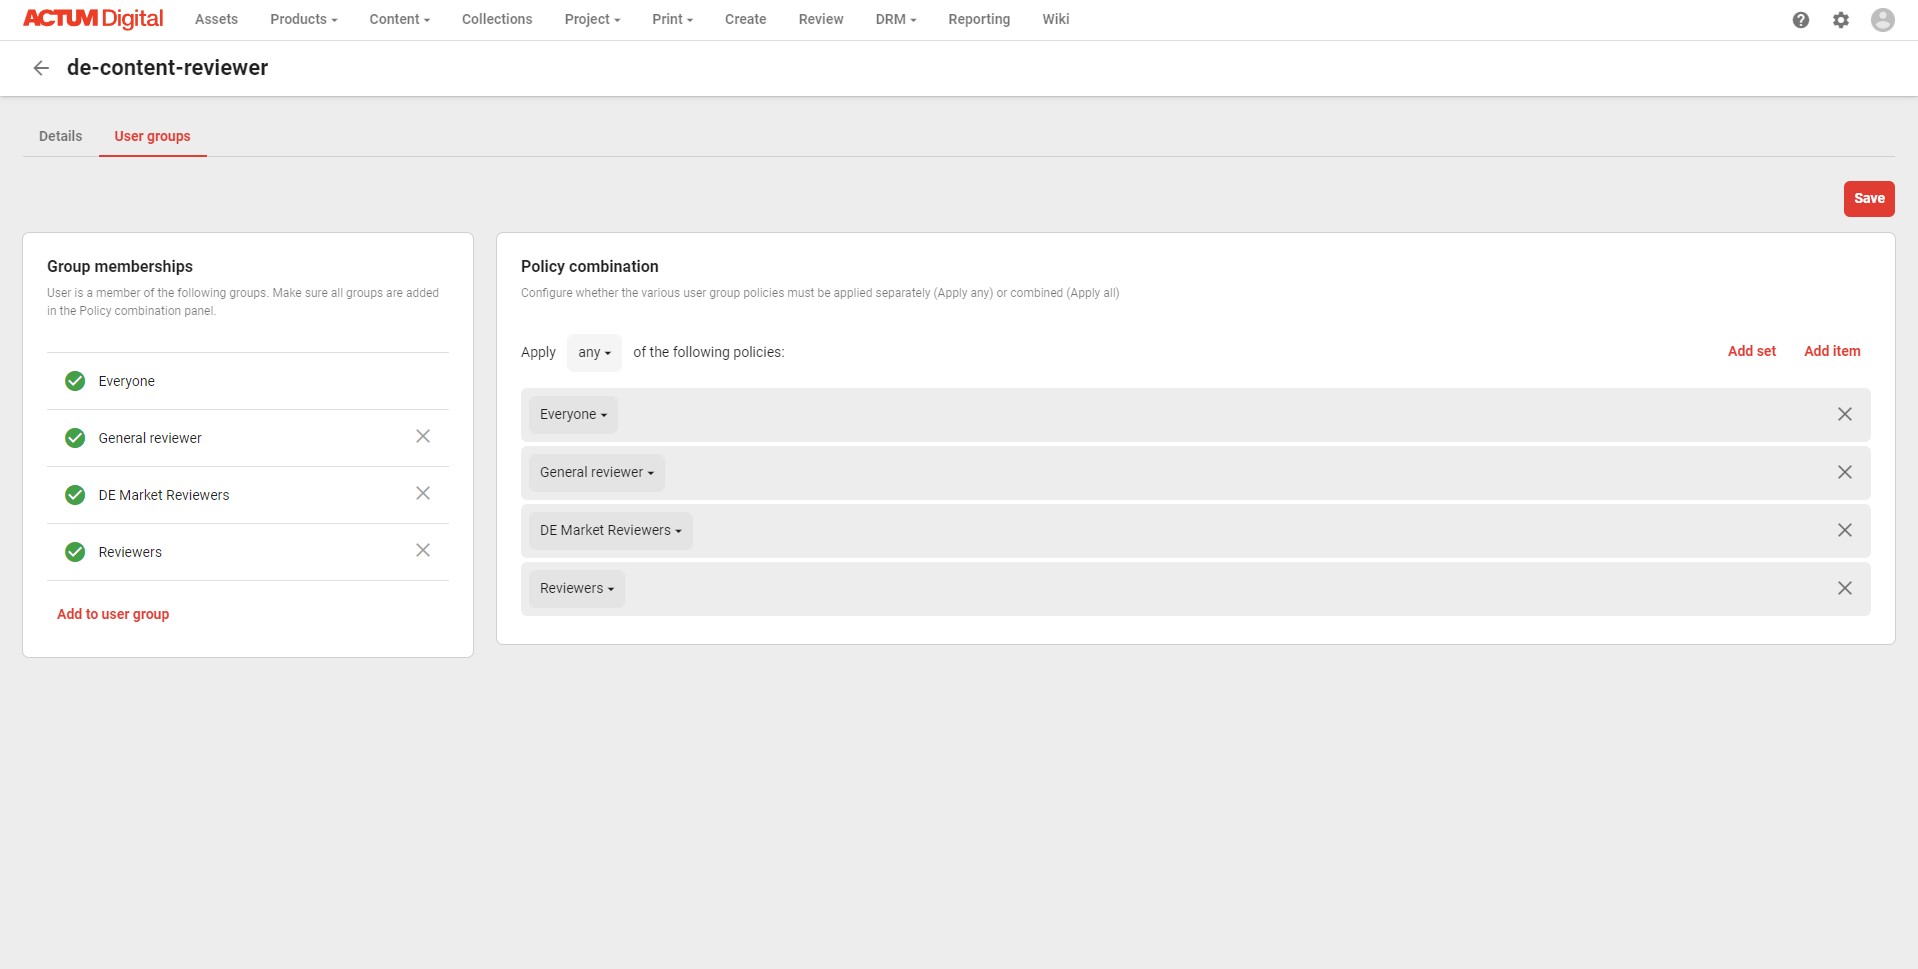 ACTUM Digital Assets Products Content Collections Project Print Create Review DRM Reporting Wiki
de-content-reviewer
Details User groups
Save
Group memberships
User is a member of the following groups. Make sure all groups are added
in the Policy combination panel.
Everyone
General reviewer
DE Market Reviewers
Reviewers
Add to user group
Policy combination
Configure whether the various user group policies must be applied separately (Apply any) or combined (Apply all)
Apply any of the following policies: Add set Add item
Everyone
General reviewer
DE Market Reviewers
Reviewers